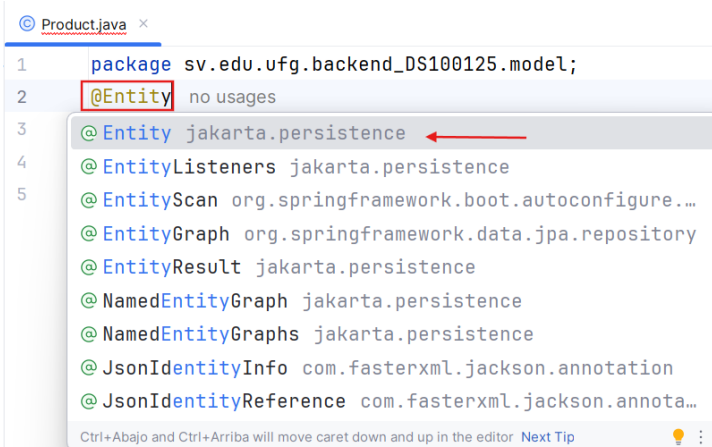 Product.java ×
1 package sv.edu.ufg.backend_DS100125.model;
2 @Entity no usages
3 @ Entity jakarta.persistence
4 @ EntityListeners jakarta.persistence
5 @ EntityScan org.springframework.boot.autoconfigure.…
@ EntityGraph org.springframework.data.jpa.repository
@ EntityResult jakarta.persistence
@ NamedEntityGraph jakarta.persistence
@ NamedEntityGraphs jakarta.persistence
@ JsonIdentityInfo com.fasterxml.jackson.annotation
@ JsonIdentityReference com.fasterxml.jackson.annota…
Ctrl+Abajo and Ctrl+Arriba will move caret down and up in the editor Next Tip